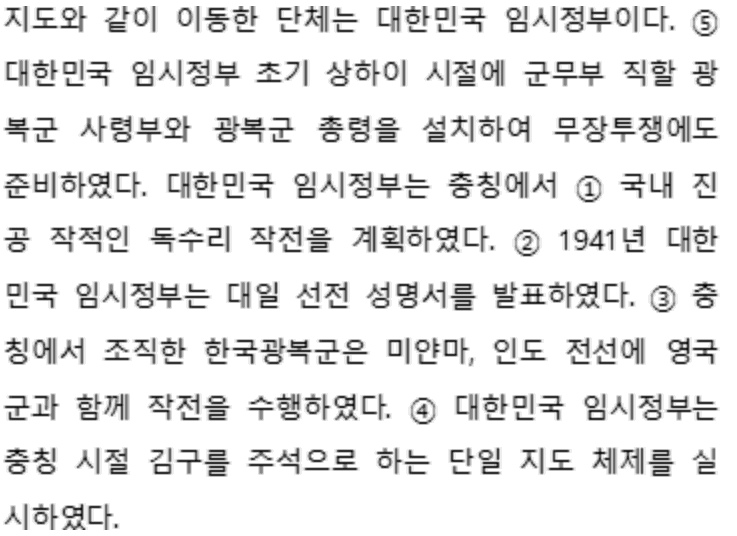 지도와 같이 이동한 단체는 대한민국 임시정부이다. ⑤
대한민국 임시정부 초기 상하이 시절에 군무부 직할 광
복군 사령부와 광복군 총령을 설치하여 무장투쟁에도
준비하였다. 대한민국 임시정부는 충칭에서 ① 국내 진
공 작적인 독수리 작전을 계획하였다. ② 1941년 대한
민국 임시정부는 대일 선전 성명서를 발표하였다. ③ 충
칭에서 조직한 한국광복군은 미얀마, 인도 전선에 영국
군과 함께 작전을 수행하였다. ④ 대한민국 임시정부는
충칭 시절 김구를 주석으로 하는 단일 지도 체제를 실
시하였다.